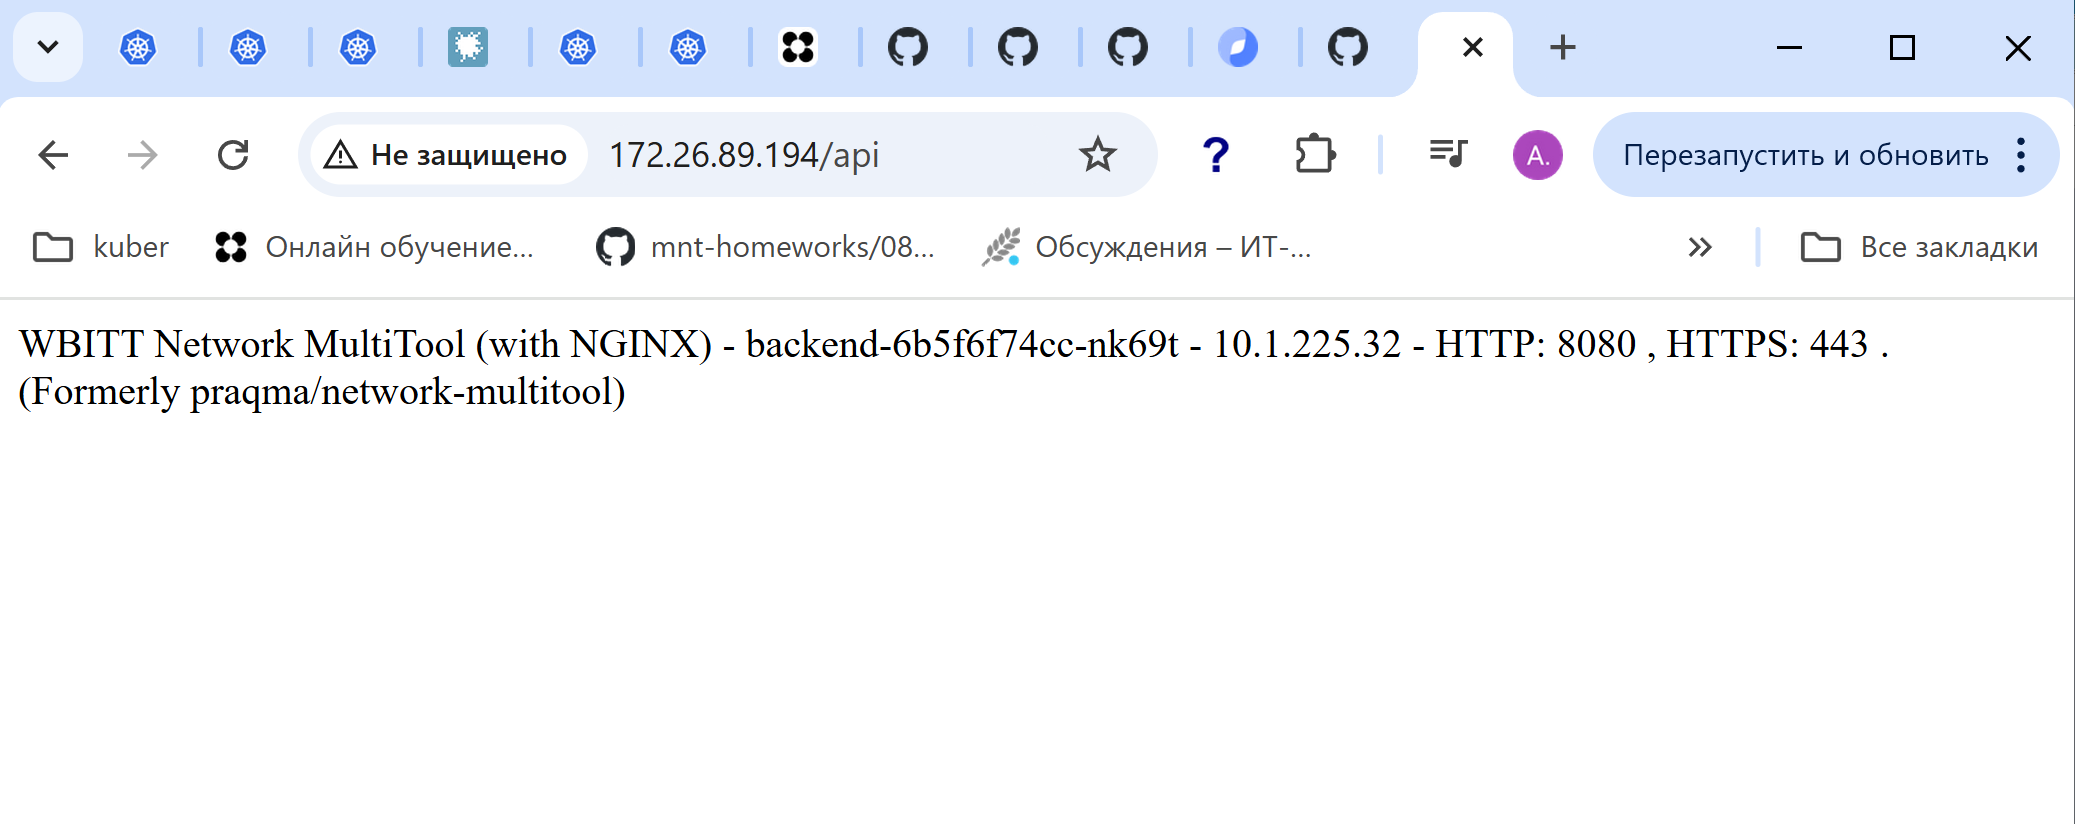 Не защищено
172.26.89.194/api
?
A.
Перезапустить и обновить
kuber
Онлайн обучение...
mnt-homeworks/08...
Обсуждения – ИТ-...
Все закладки
WBITT Network MultiTool (with NGINX) - backend-6b5f6f74cc-nk69t - 10.1.225.32 - HTTP: 8080 , HTTPS: 443 .
(Formerly praqma/network-multitool)